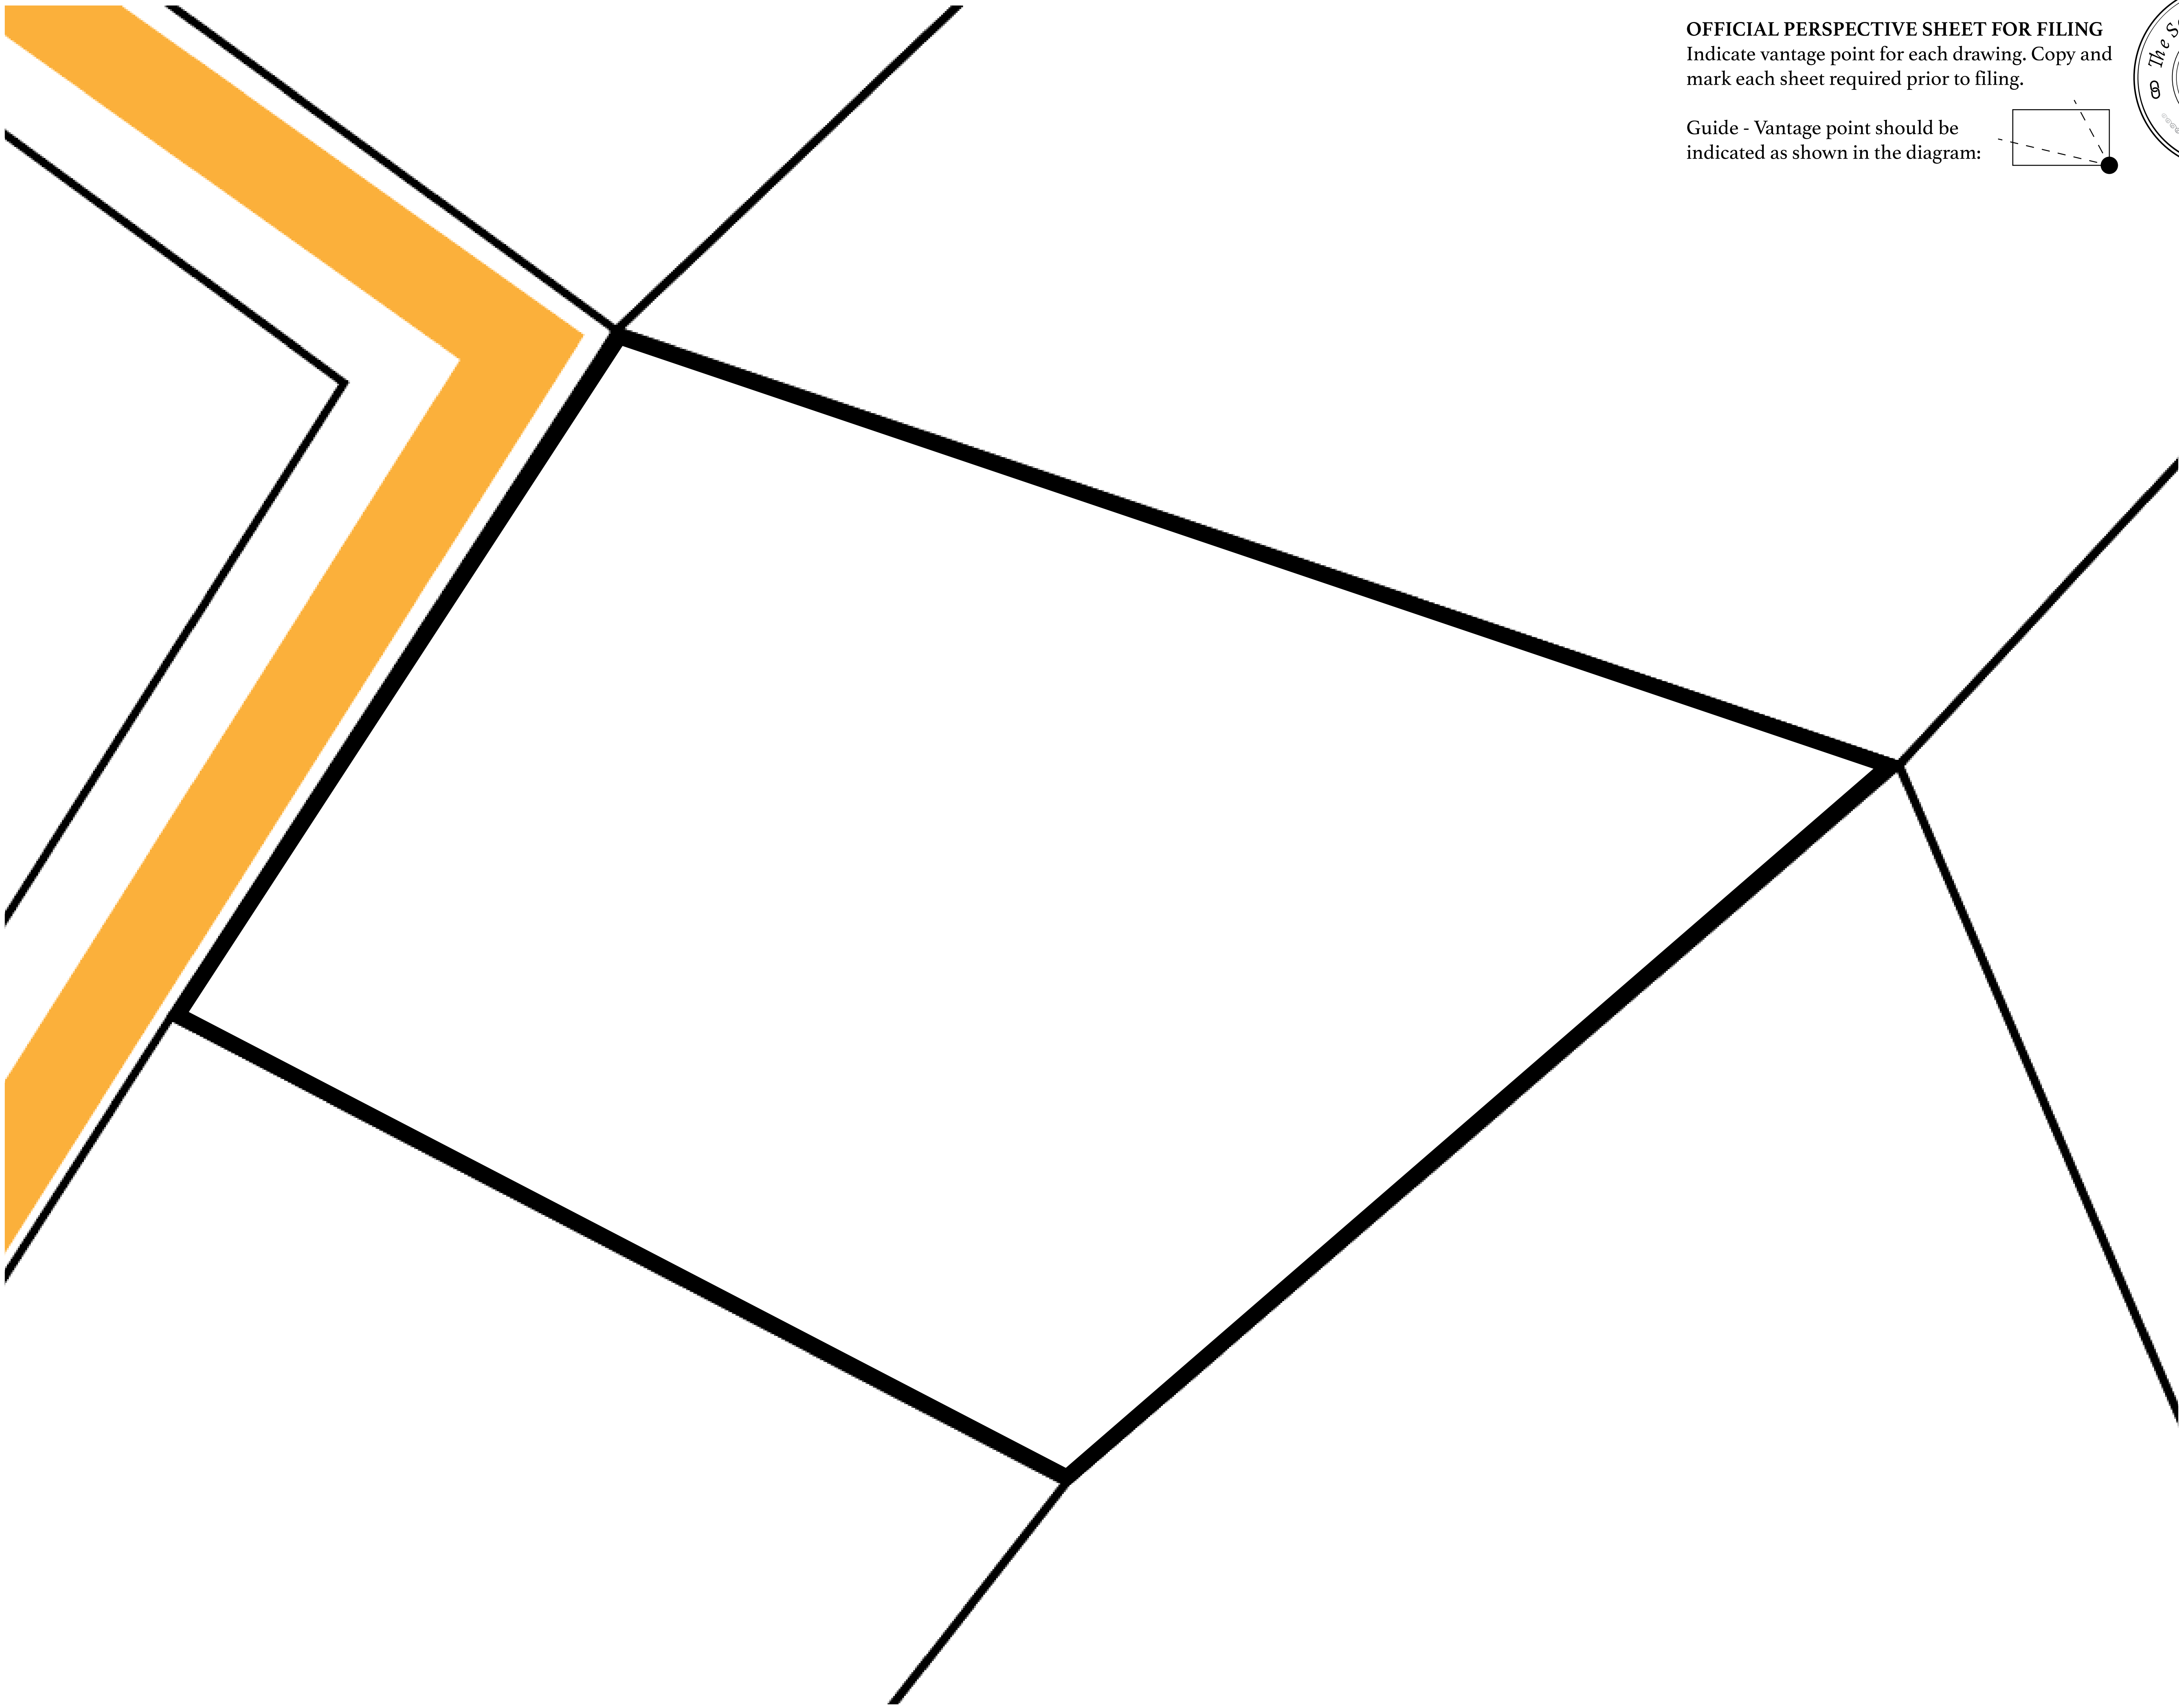 OFFICIAL PERSPECTIVE SHEET FOR FILING
Indicate vantage point for each drawing. Copy and
mark each sheet required prior to filing.
Guide - Vantage point should be
indicated as shown in the diagram:
The